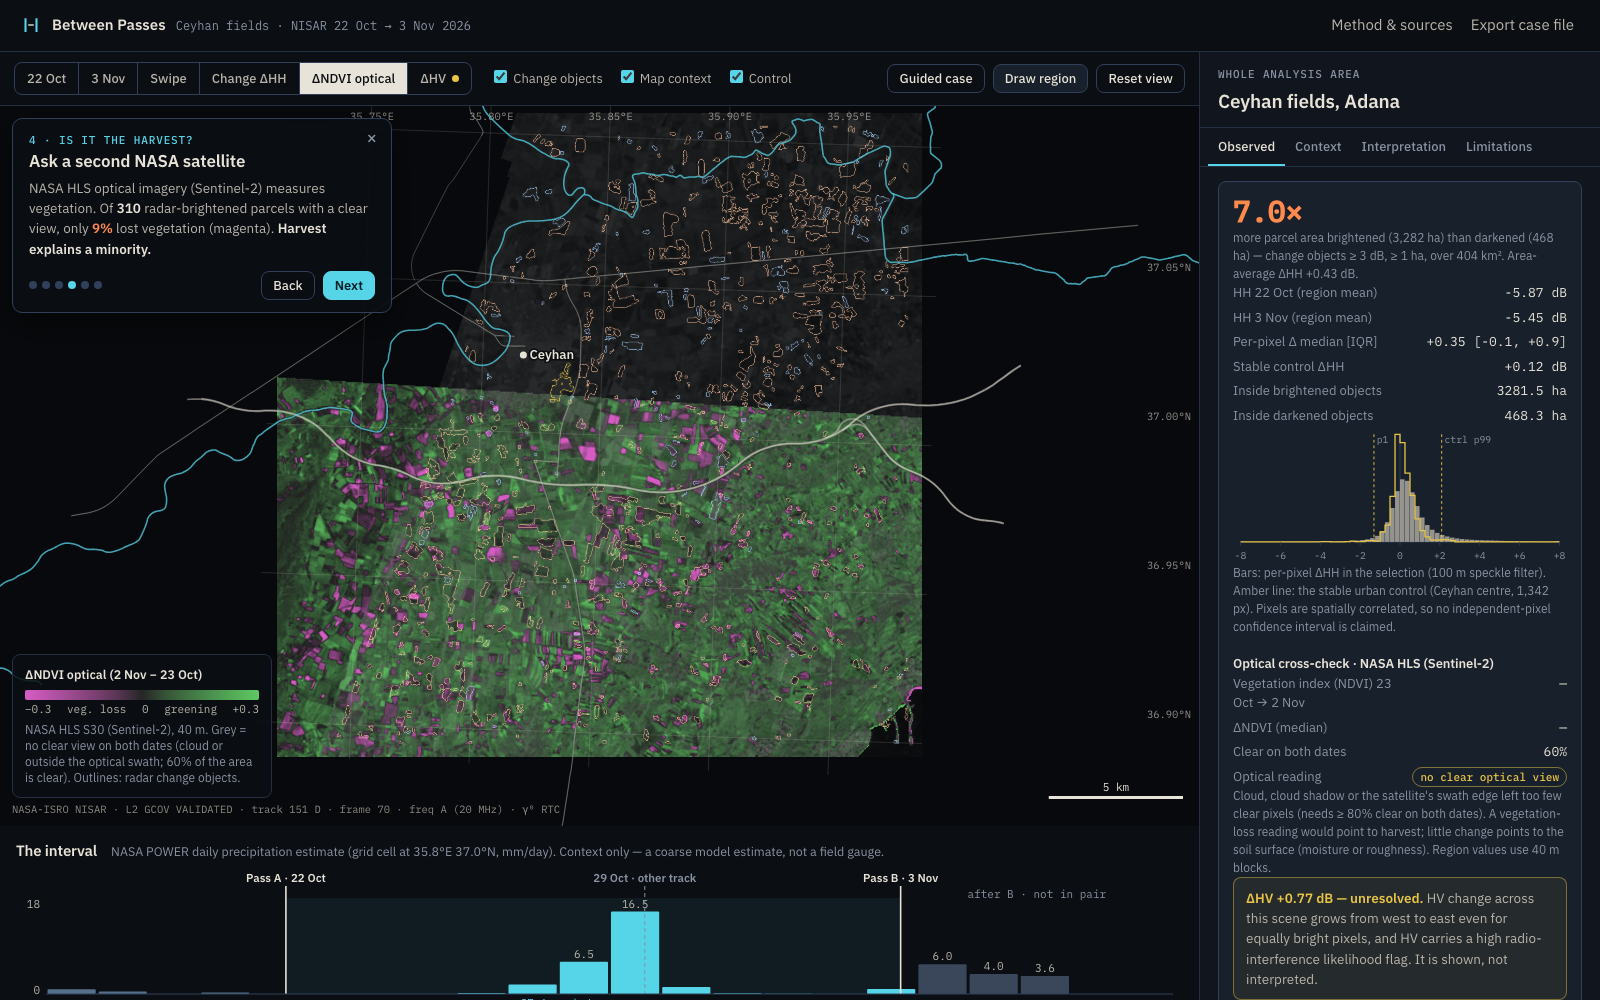 Between Passes
Ceyhan fields · NISAR 22 Oct → 3 Nov 2026
Method & sources
Export case file
22 Oct
3 Nov
Swipe
Change ΔHH
ΔNDVI optical
ΔHV
Change objects
Map context
Control
Guided case
Draw region
Reset view
35.75°E
35.80°E
35.85°E
35.90°E
35.95°E
4 · IS IT THE HARVEST?
×
Ask a second NASA satellite
NASA HLS optical imagery (Sentinel-2) measures
vegetation. Of 310 radar-brightened parcels with a clear
view, only 9% lost vegetation (magenta). Harvest
explains a minority.
Back
Next
37.05°N
37.00°N
36.95°N
36.90°N
Ceyhan
ΔNDVI optical (2 Nov − 23 Oct)
−0.3 veg. loss 0 greening +0.3
NASA HLS S30 (Sentinel-2), 40 m. Grey =
no clear view on both dates (cloud or
outside the optical swath; 60% of the area
is clear). Outlines: radar change objects.
5 km
NASA-ISRO NISAR · L2 GCOV VALIDATED · track 151 D · frame 70 · freq A (20 MHz) · γ⁰ RTC
The interval
NASA POWER daily precipitation estimate (grid cell at 35.8°E 37.0°N, mm/day). Context only — a coarse model estimate, not a field gauge.
Pass A · 22 Oct
29 Oct · other track
Pass B · 3 Nov
after B · not in pair
18
0
6.5
16.5
6.0
4.0
3.6
WHOLE ANALYSIS AREA
Ceyhan fields, Adana
Observed
Context
Interpretation
Limitations
7.0×
more parcel area brightened (3,282 ha) than darkened (468
ha) — change objects ≥ 3 dB, ≥ 1 ha, over 404 km². Area-
average ΔHH +0.43 dB.
HH 22 Oct (region mean) -5.87 dB
HH 3 Nov (region mean) -5.45 dB
Per-pixel Δ median [IQR] +0.35 [-0.1, +0.9]
Stable control ΔHH +0.12 dB
Inside brightened objects 3281.5 ha
Inside darkened objects 468.3 ha
p1
ctrl p99
-8 -6 -4 -2 0 +2 +4 +6 +8
Bars: per-pixel ΔHH in the selection (100 m speckle filter).
Amber line: the stable urban control (Ceyhan centre, 1,342
px). Pixels are spatially correlated, so no independent-pixel
confidence interval is claimed.
Optical cross-check · NASA HLS (Sentinel-2)
Vegetation index (NDVI) 23 —
Oct → 2 Nov
ΔNDVI (median) —
Clear on both dates 60%
Optical reading no clear optical view
Cloud, cloud shadow or the satellite's swath edge left too few
clear pixels (needs ≥ 80% clear on both dates). A vegetation-
loss reading would point to harvest; little change points to the
soil surface (moisture or roughness). Region values use 40 m
blocks.
ΔHV +0.77 dB — unresolved. HV change across
this scene grows from west to east even for
equally bright pixels, and HV carries a high radio-
interference likelihood flag. It is shown, not
interpreted.